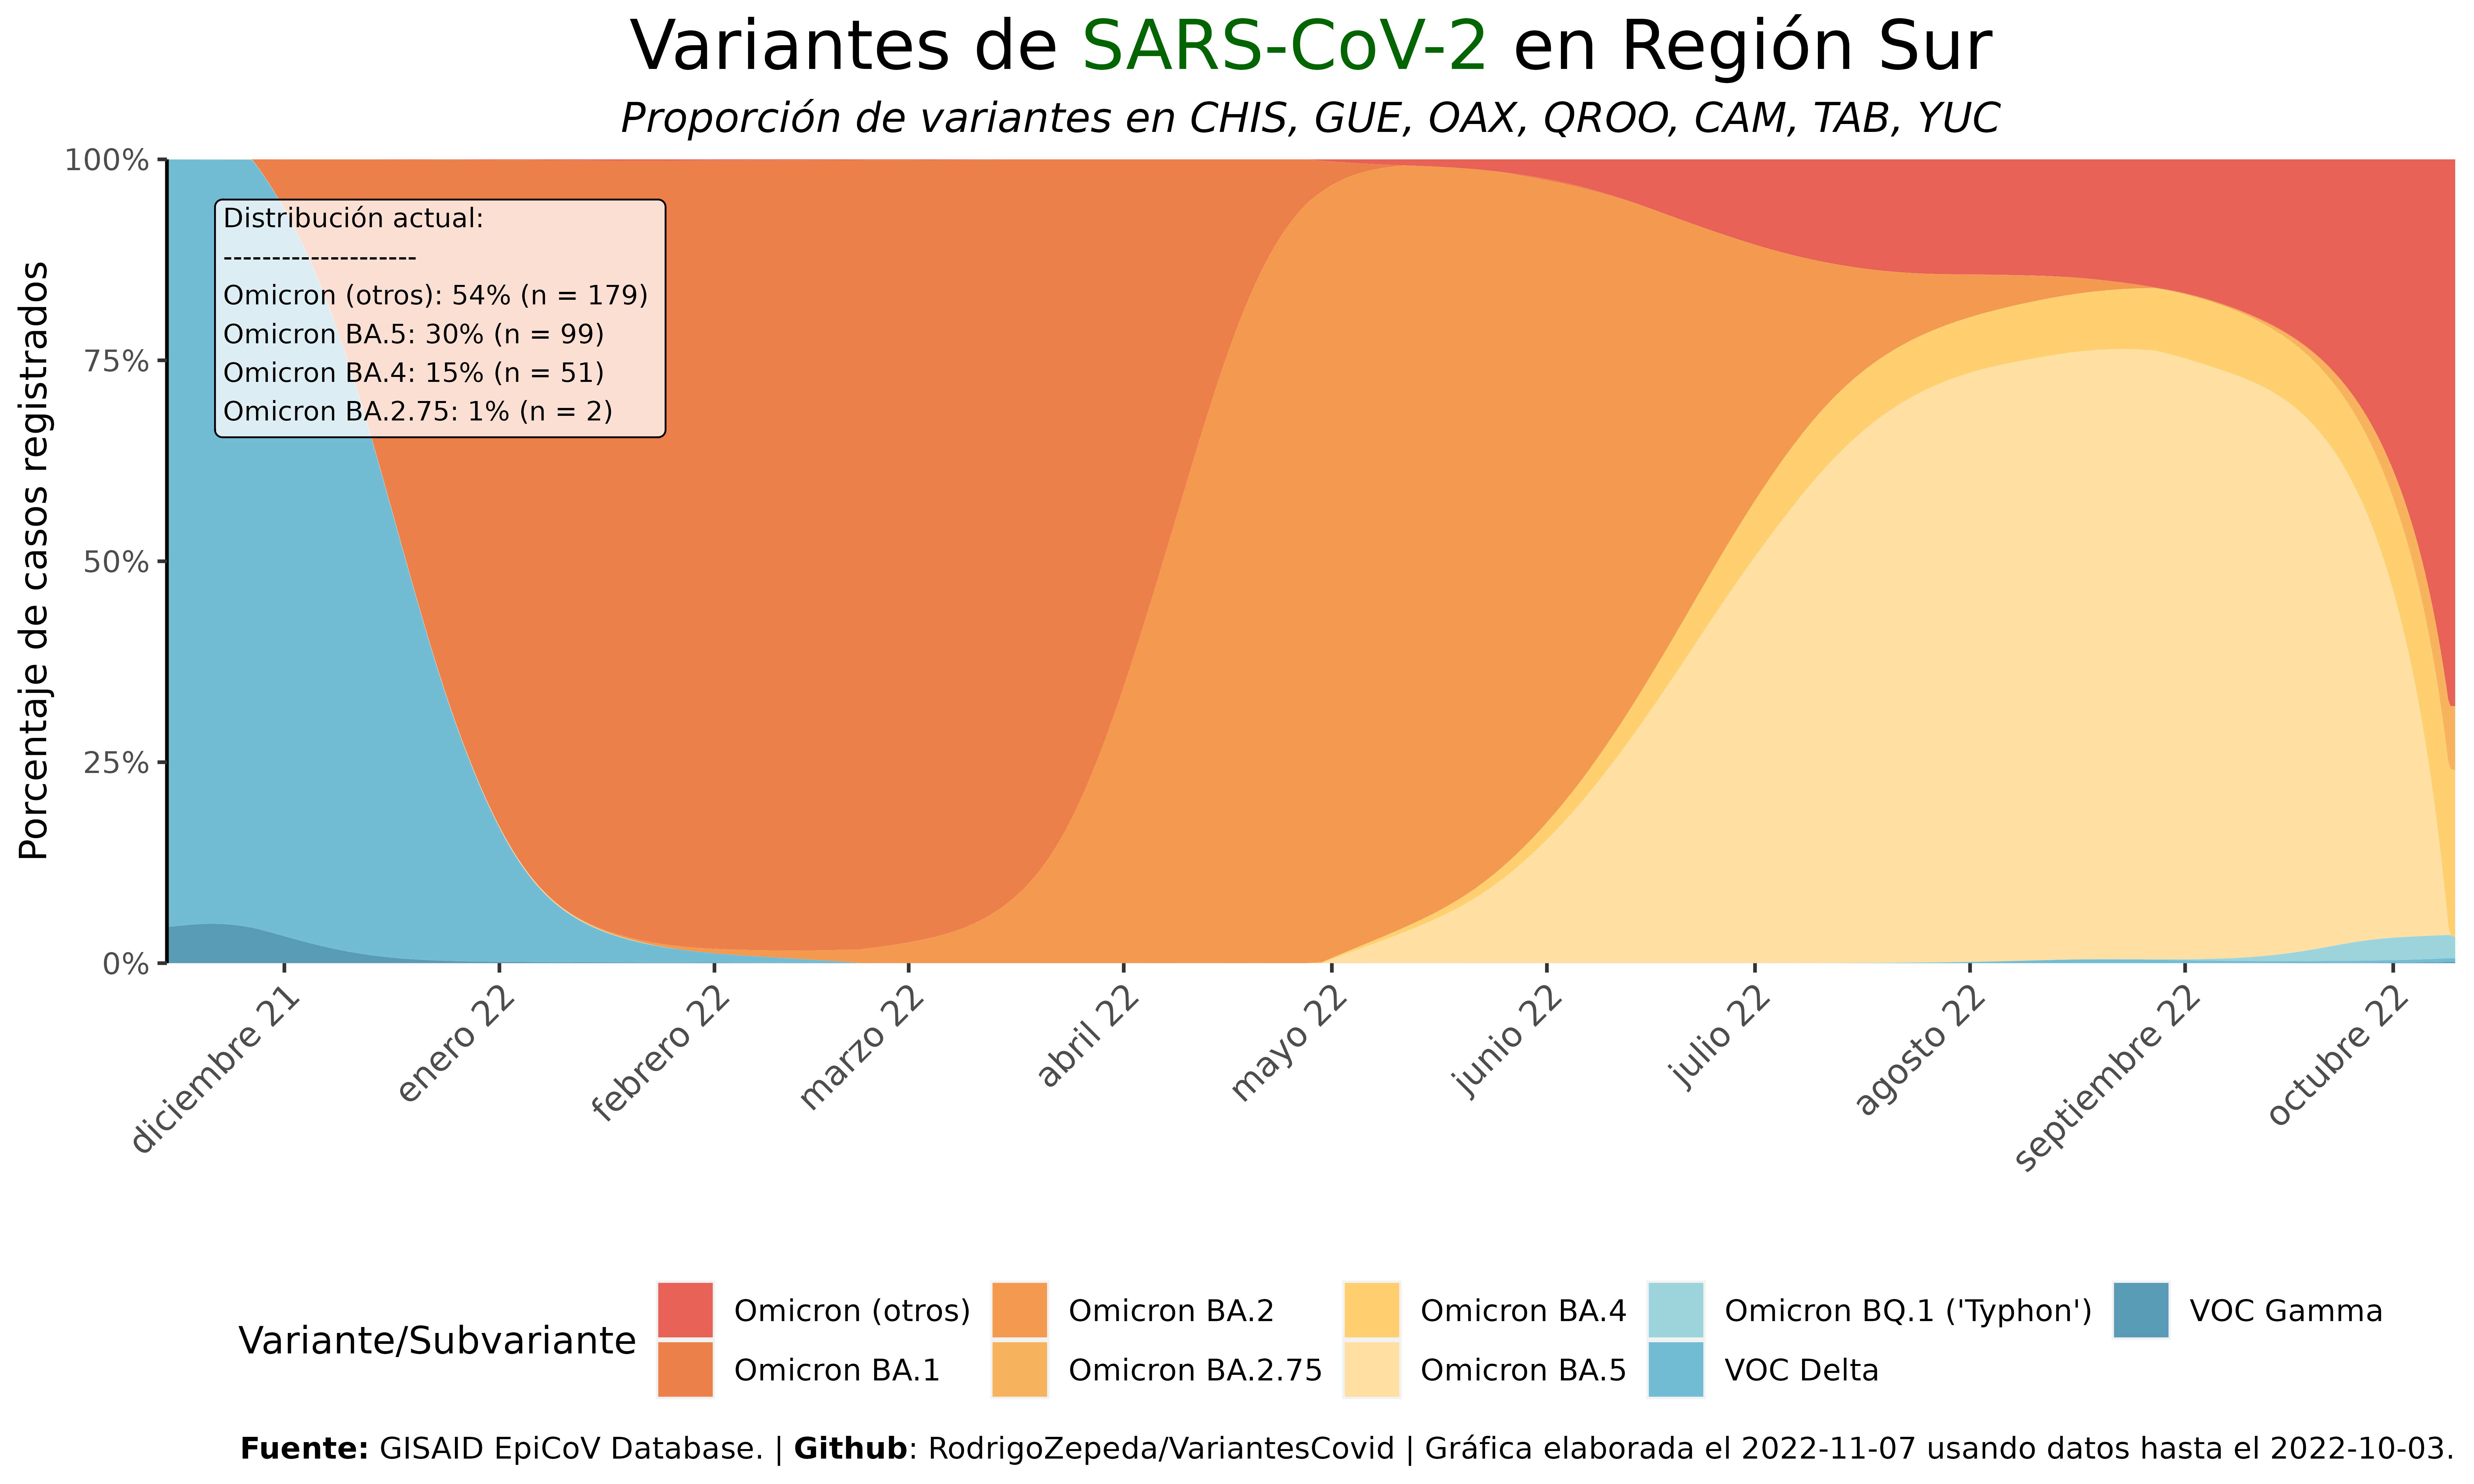 Variantes de SARS-CoV-2 en Región Sur
Proporción de variantes en CHIS, GUE, OAX, QROO, CAM, TAB, YUC
Porcentaje de casos registrados
100%
75%
50%
25%
0%
Distribución actual:
--------------------
Omicron (otros): 54% (n = 179)
Omicron BA.5: 30% (n = 99)
Omicron BA.4: 15% (n = 51)
Omicron BA.2.75: 1% (n = 2)
diciembre 21
enero 22
febrero 22
marzo 22
abril 22
mayo 22
junio 22
julio 22
agosto 22
septiembre 22
octubre 22
Variante/Subvariante
Omicron (otros)
Omicron BA.1
Omicron BA.2
Omicron BA.2.75
Omicron BA.4
Omicron BA.5
Omicron BQ.1 ('Typhon')
VOC Delta
VOC Gamma
Fuente: GISAID EpiCoV Database. | Github: RodrigoZepeda/VariantesCovid | Gráfica elaborada el 2022-11-07 usando datos hasta el 2022-10-03.